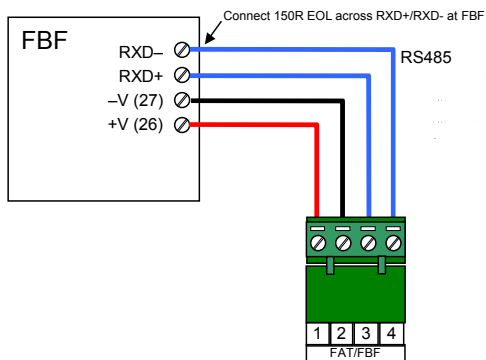 Connect 150R EOL across RXD+/RXD- at FBF
FBF
RXD–
RXD+
–V (27)
+V (26)
RS485
1 2 3 4
FAT/FBF